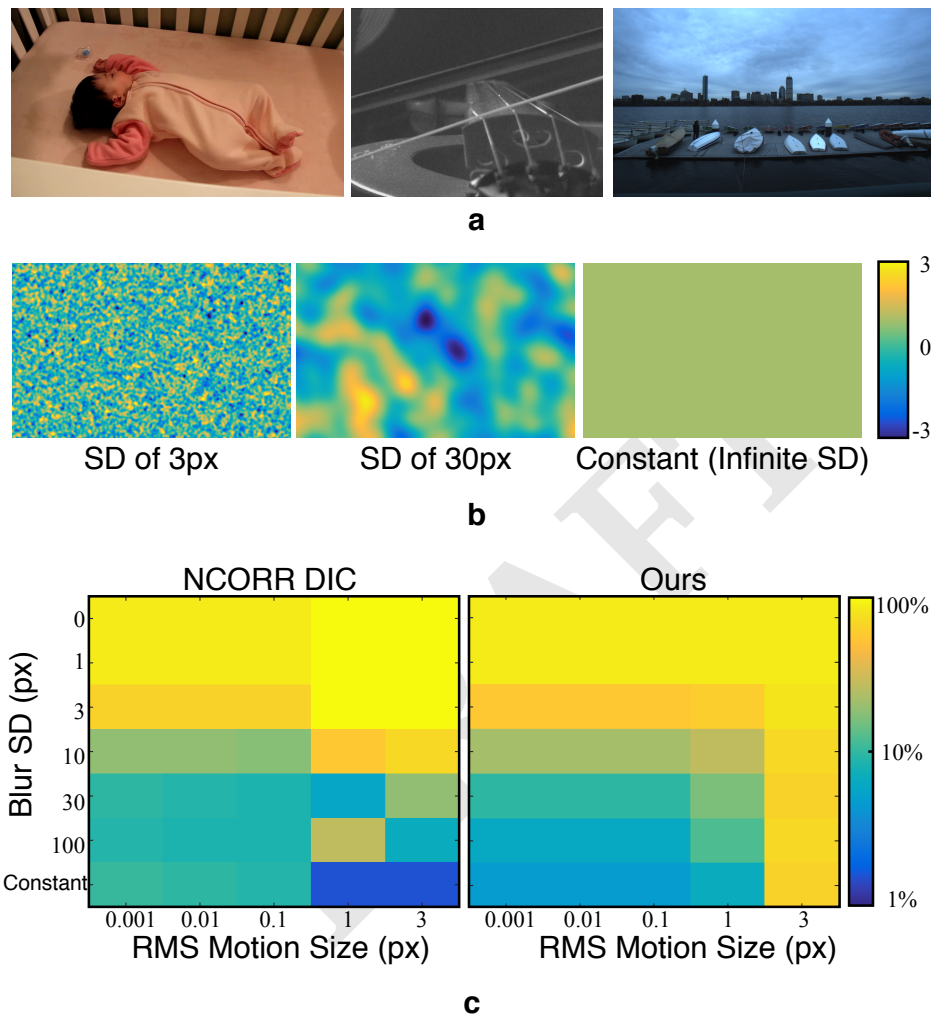 a
3
0
-3
SD of 3px
SD of 30px
Constant (Infinite SD)
b
NCORR DIC
Ours
Blur SD (px)
0
1
3
10
30
100
Constant
100%
10%
1%
0.001 0.01 0.1 1 3
0.001 0.01 0.1 1 3
RMS Motion Size (px)
RMS Motion Size (px)
c
DRAFT